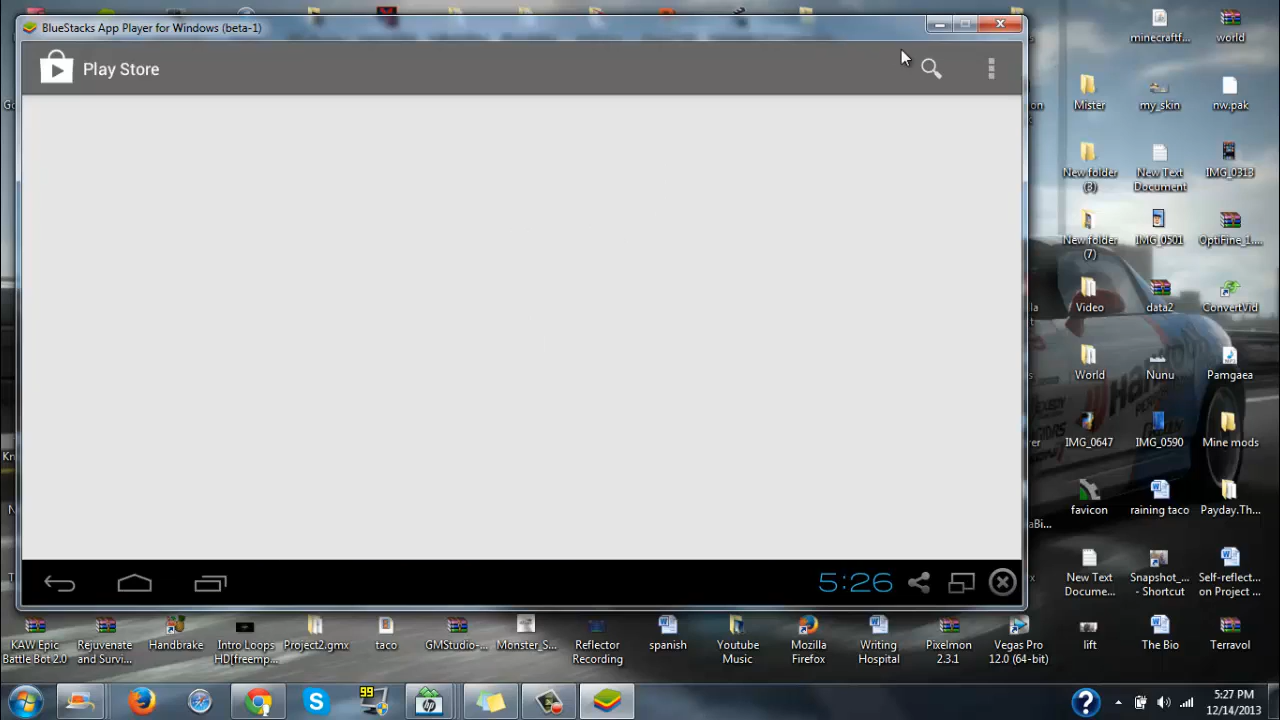 BlueStacks App Player for Windows (beta-1)
Play Store
5:26
minecraftf...
world
Mister
my_skin
nw.pak
New folder
(3)
New Text
Document
IMG_0313
New folder
(7)
IMG_0501
OptiFine_1....
Video
data2
ConvertVid
World
Nunu
Pamgaea
IMG_0647
IMG_0590
Mine mods
favicon
raining taco
Payday.Th...
New Text
Docume...
Snapshot_...
- Shortcut
Self-reflect...
on Project ...
KAW Epic
Battle Bot 2.0
Rejuvenate
and Survi...
Handbrake
Intro Loops
HD(freemp...
Project2.gmx
taco
GMStudio-...
Monster_S...
Reflector
Recording
spanish
Youtube
Music
Mozilla
Firefox
Writing
Hospital
Pixelmon
2.3.1
Vegas Pro
12.0 (64-bit)
lift
The Bio
Terravol
99
5:27 PM
12/14/2013